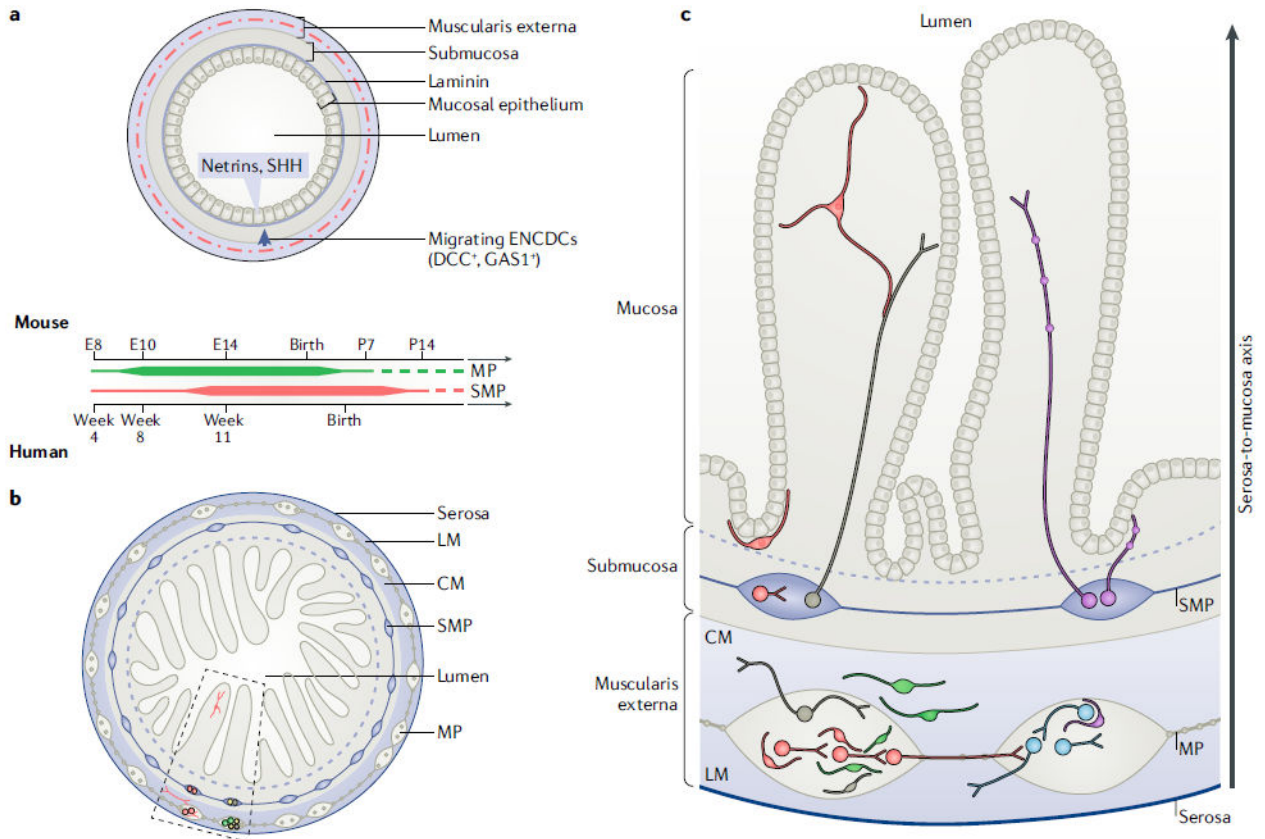 a
Muscularis externa
Submucosa
Laminin
Mucosal epithelium
Lumen
Netrins, SHH
Migrating ENCDCs
(DCC⁺, GAS1⁺)
Mouse
E8 E10 E14 Birth P7 P14
MP
SMP
Week 4 Week 8 Week 11 Birth
Human
b
Serosa
LM
CM
SMP
Lumen
MP
c
Lumen
Mucosa
Submucosa
SMP
CM
Muscularis
externa
MP
LM
Serosa
Serosa-to-mucosa axis